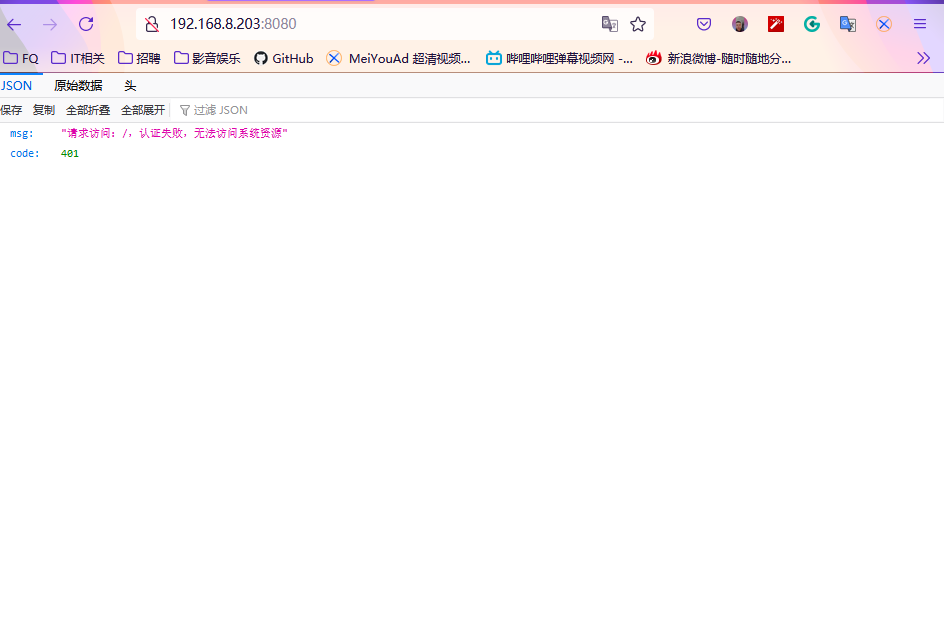 192.168.8.203:8080
FQ IT相关 招聘 影音娱乐 GitHub MeiYouAd 超清视频... 哔哩哔哩弹幕视频网 -... 新浪微博-随时随地分...
JSON 原始数据 头
保存 复制 全部折叠 全部展开 过滤 JSON
msg: "请求访问：/，认证失败，无法访问系统资源"
code: 401